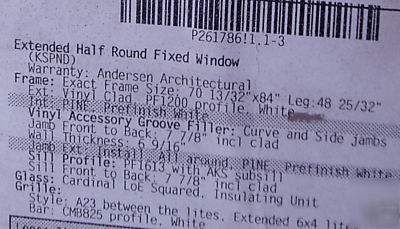 P261786!1.1-3
Extended Half Round Fixed Window
(KSPND)
Warranty: Andersen Architectural
Frame: Exact Frame Size: 70 13/32"x84" Leg:48 25/32"
Ext: Vinyl Clad, PF1200 profile, White
Int: PINE, Prefinish White
Vinyl Accessory Groove Filler: Curve and Side jambs
Jamb Front to Back: 7 7/8" incl clad
Wall Thickness: 6 9/16"
Jamb Ext: Install, All around, PINE, Prefinish White
Sill Profile: PF1613 with AKS subsill
Sill Front to Back: 7 7/8" incl clad
Glass: Cardinal LoE Squared, Insulating Unit
Grille:
Style: A23 between the lites, Extended 6x4
Bar: CMB825 profile, White